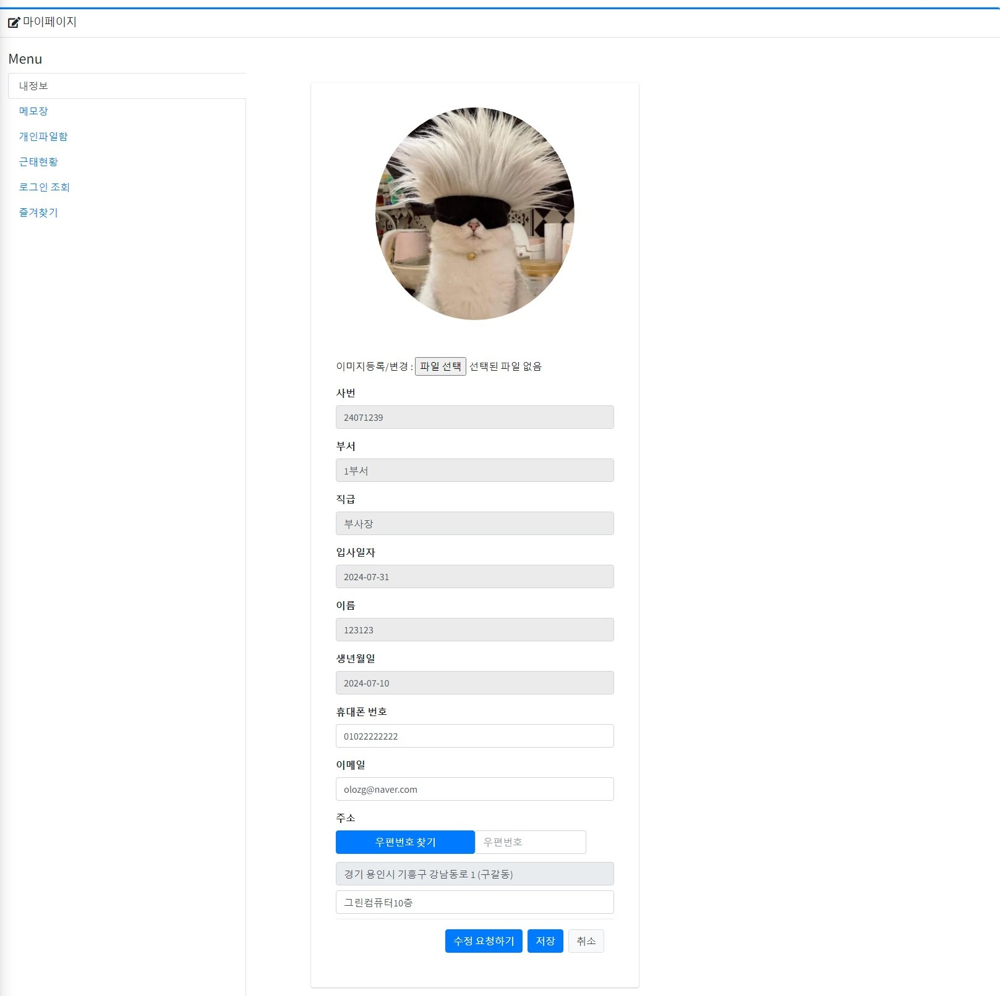 마이페이지
Menu
내정보
메모장
개인파일함
근태현황
로그인 조회
즐겨찾기
이미지등록/변경 : 파일 선택 선택된 파일 없음
사번
24071239
부서
1부서
직급
부사장
입사일자
2024-07-31
이름
123123
생년월일
2024-07-10
휴대폰 번호
01022222222
이메일
olozg@naver.com
주소
우편번호 찾기 우편번호
경기 용인시 기흥구 강남동로 1 (구갈동)
그린컴퓨터10층
수정 요청하기 저장 취소